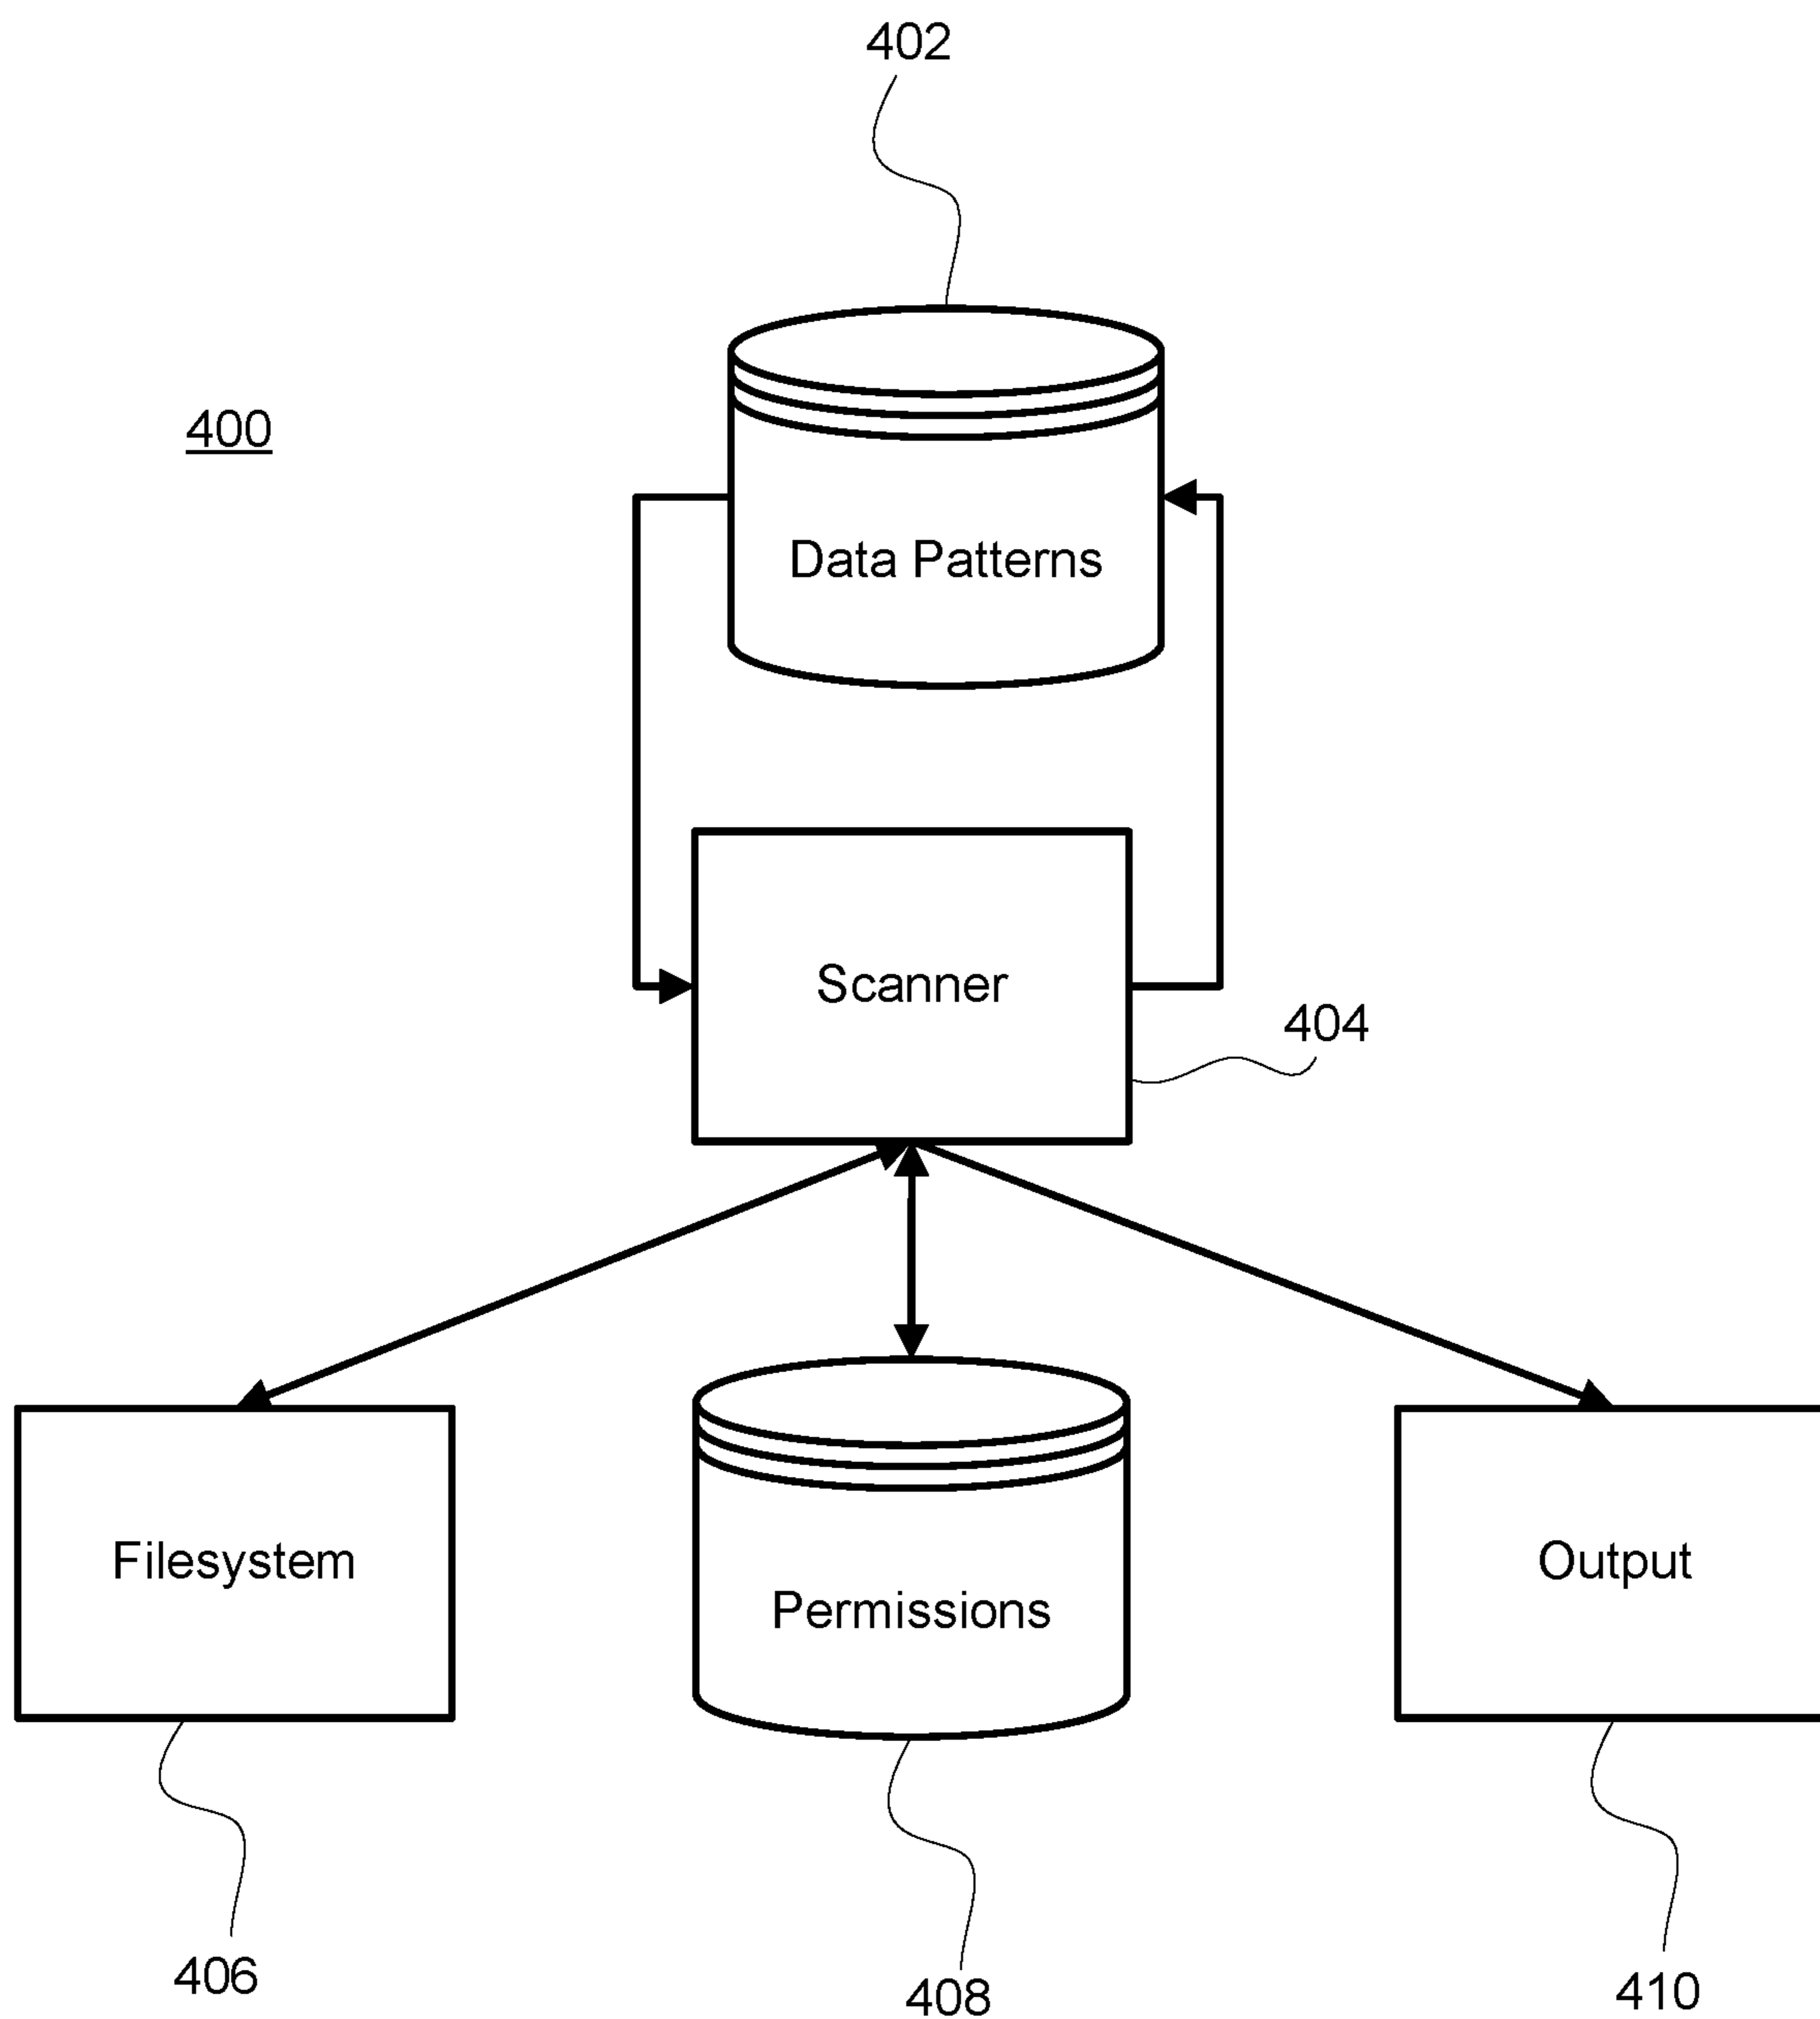 402
400
Data Patterns
Scanner
404
Filesystem
Permissions
Output
406
408
410